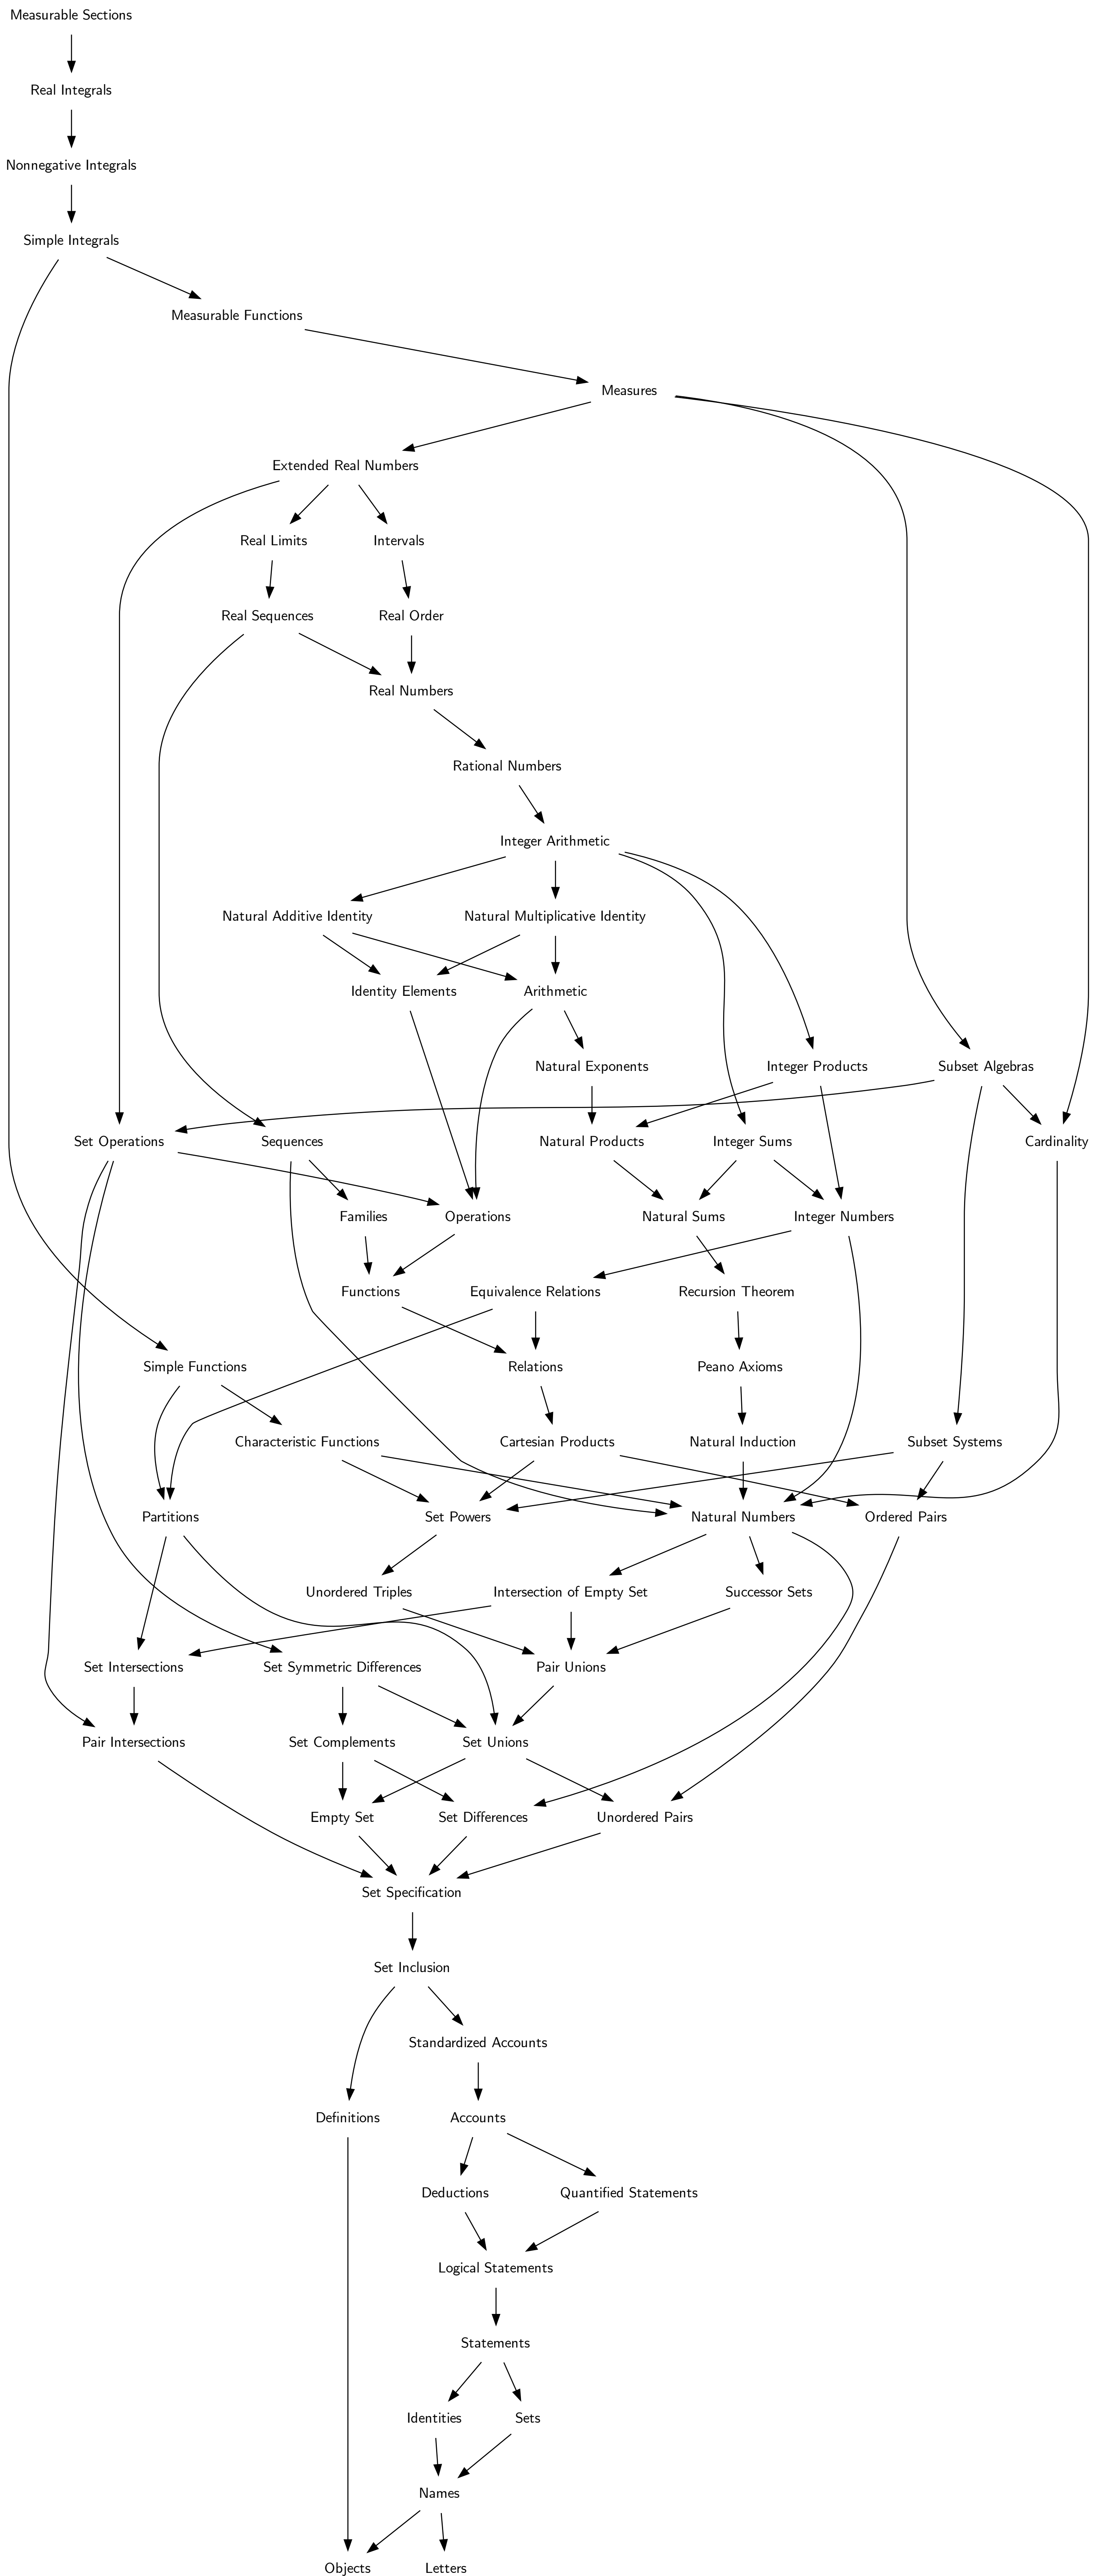 Measurable Sections
Real Integrals
Nonnegative Integrals
Simple Integrals
Measurable Functions
Measures
Extended Real Numbers
Real Limits
Intervals
Real Sequences
Real Order
Real Numbers
Rational Numbers
Integer Arithmetic
Natural Additive Identity
Natural Multiplicative Identity
Identity Elements
Arithmetic
Natural Exponents
Integer Products
Subset Algebras
Set Operations
Sequences
Natural Products
Integer Sums
Cardinality
Families
Operations
Natural Sums
Integer Numbers
Functions
Equivalence Relations
Recursion Theorem
Simple Functions
Relations
Peano Axioms
Characteristic Functions
Cartesian Products
Natural Induction
Subset Systems
Partitions
Set Powers
Natural Numbers
Ordered Pairs
Unordered Triples
Intersection of Empty Set
Successor Sets
Set Intersections
Set Symmetric Differences
Pair Unions
Pair Intersections
Set Complements
Set Unions
Empty Set
Set Differences
Unordered Pairs
Set Specification
Set Inclusion
Standardized Accounts
Definitions
Accounts
Deductions
Quantified Statements
Logical Statements
Statements
Identities
Sets
Names
Objects
Letters